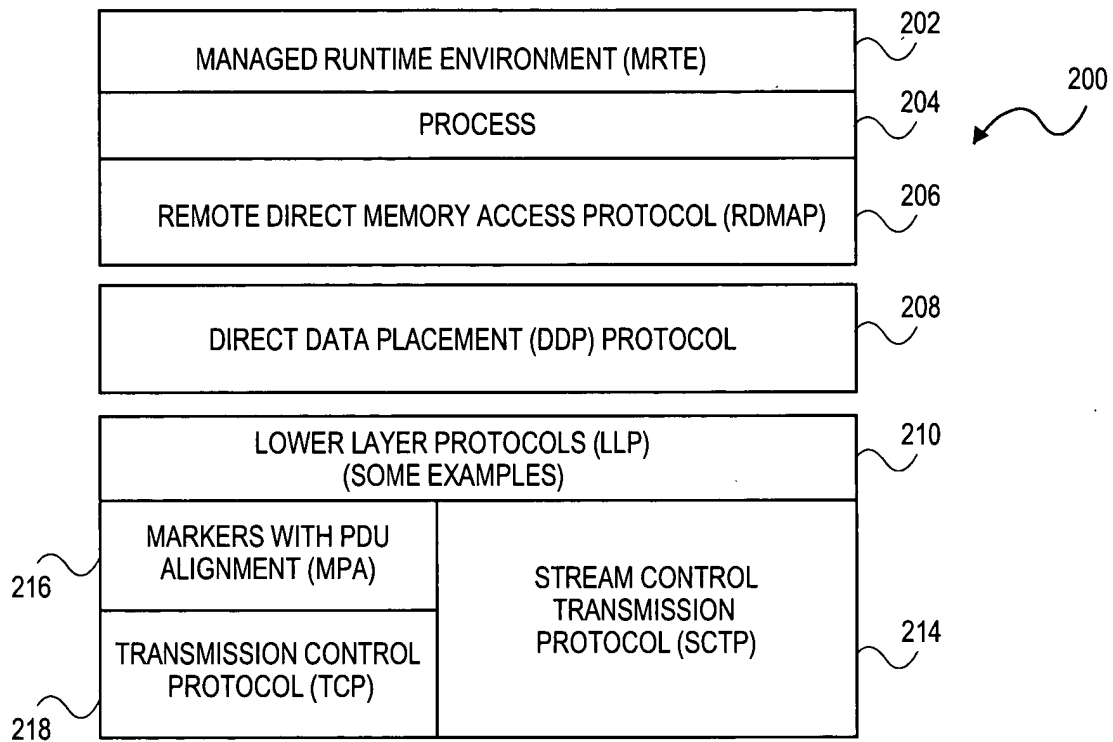 MANAGED RUNTIME ENVIRONMENT (MRTE)
202
200
PROCESS
204
REMOTE DIRECT MEMORY ACCESS PROTOCOL (RDMAP)
206
DIRECT DATA PLACEMENT (DDP) PROTOCOL
208
LOWER LAYER PROTOCOLS (LLP)
(SOME EXAMPLES)
210
MARKERS WITH PDU
ALIGNMENT (MPA)
216
STREAM CONTROL
TRANSMISSION
PROTOCOL (SCTP)
214
TRANSMISSION CONTROL
PROTOCOL (TCP)
218